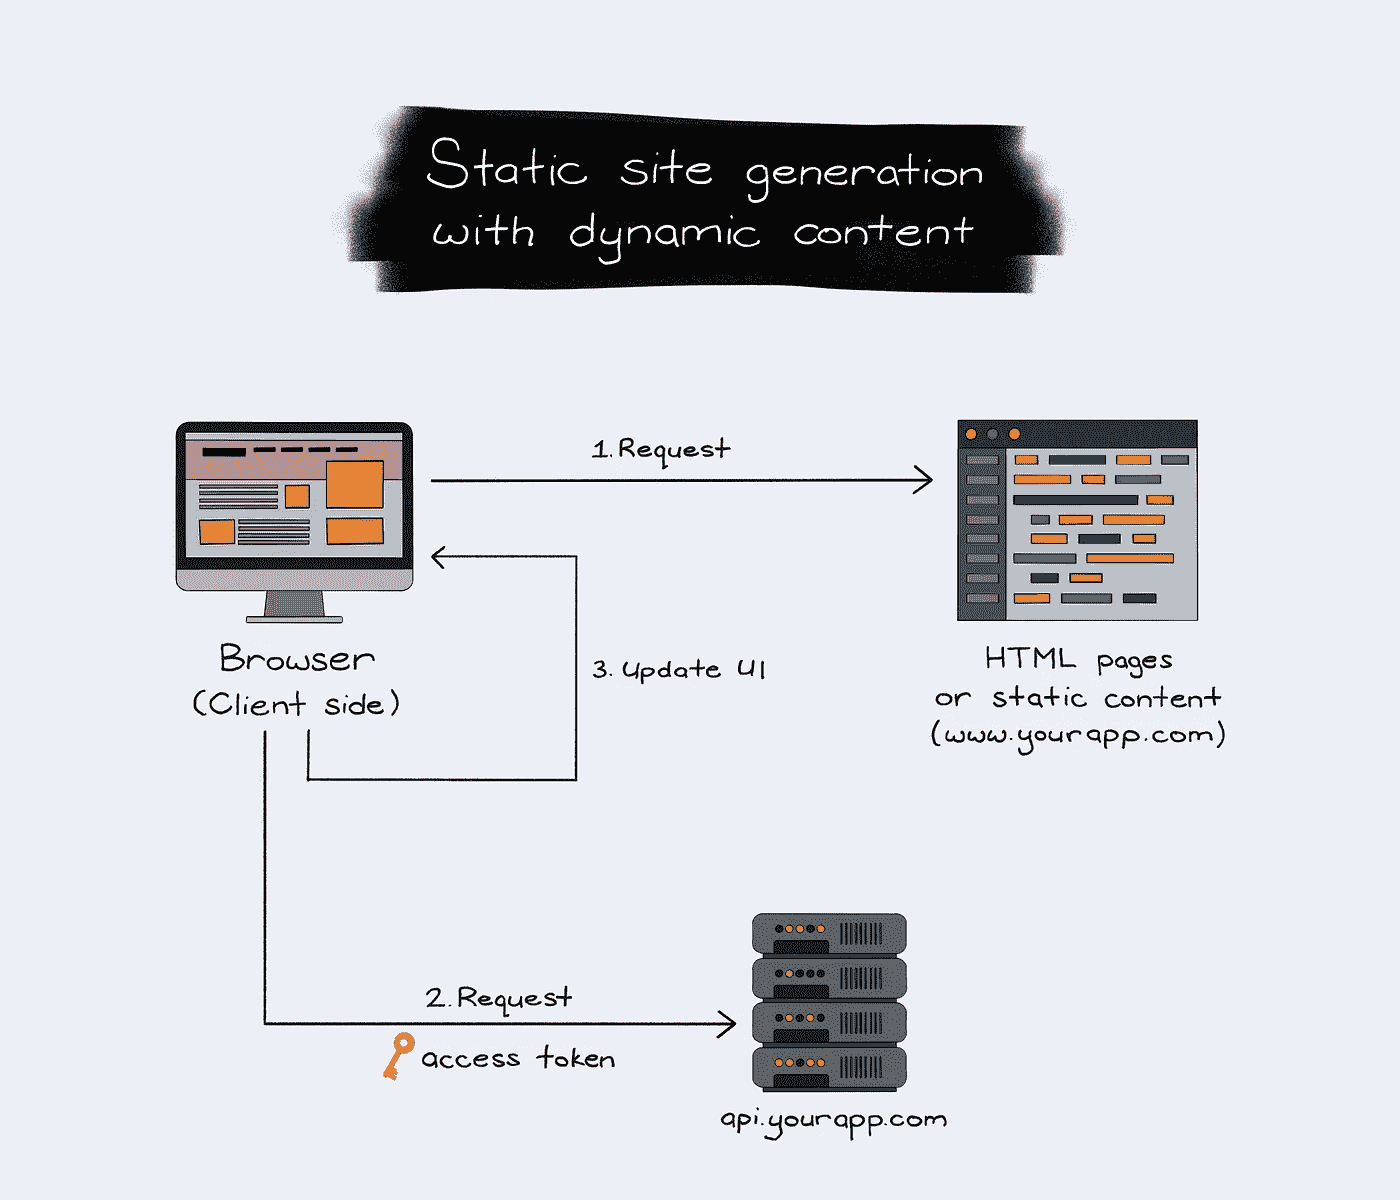 Static site generation
with dynamic content
1. Request
3. Update UI
Browser
(Client side)
HTML pages
or static content
(www.yourapp.com)
2. Request
access token
api.yourapp.com